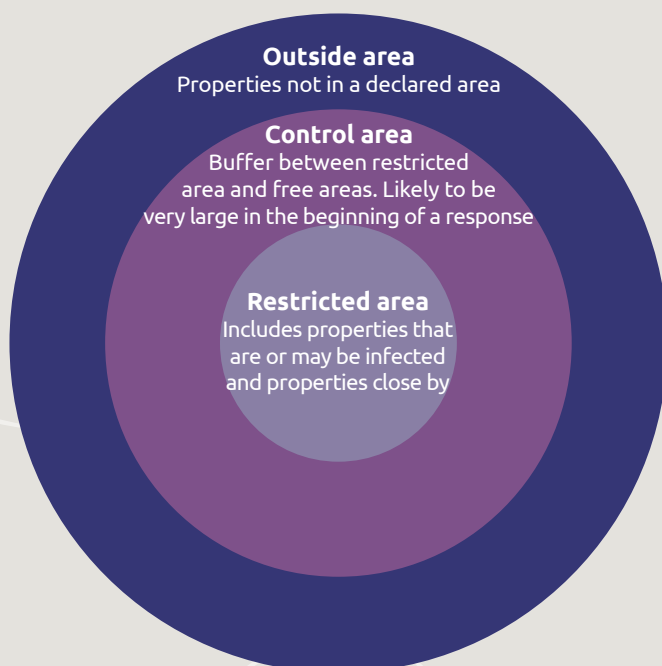 Outside area
Properties not in a declared area
Control area
Buffer between restricted
area and free areas. Likely to be
very large in the beginning of a response
Restricted area
Includes properties that
are or may be infected
and properties close by